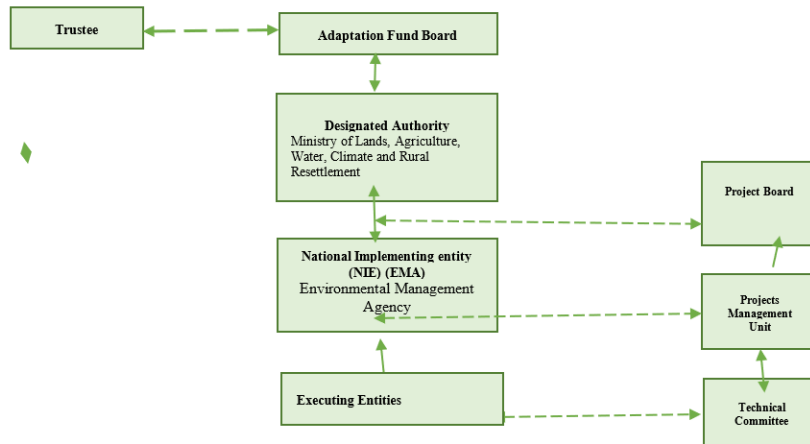 Trustee
Adaptation Fund Board
Designated Authority
Ministry of Lands, Agriculture,
Water, Climate and Rural
Resettlement
Project Board
National Implementing entity
(NIE) (EMA)
Environmental Management
Agency
Projects
Management
Unit
Executing Entities
Technical
Committee